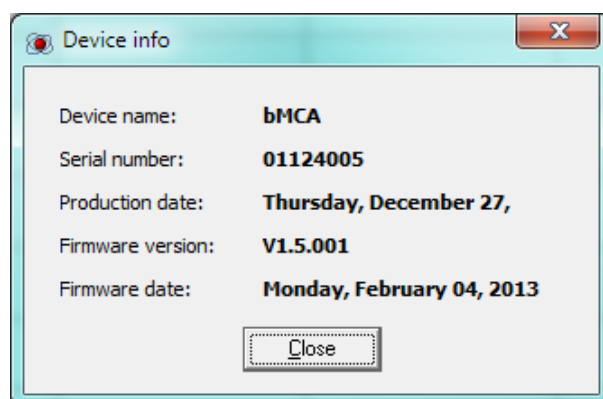 Device info
Device name: bMCA
Serial number: 01124005
Production date: Thursday, December 27,
Firmware version: V1.5.001
Firmware date: Monday, February 04, 2013
Close